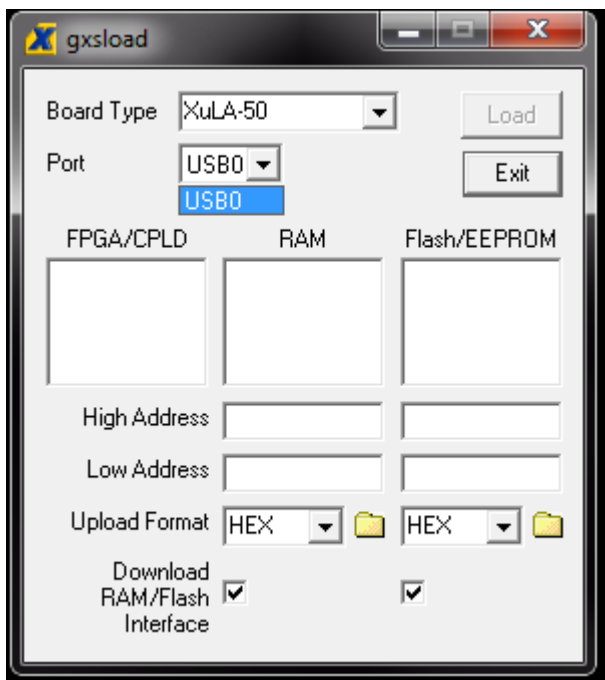 gxsload
Board Type XuLA-50 Load
Port USB0 Exit
USB0
FPGA/CPLD RAM Flash/EEPROM
High Address
Low Address
Upload Format HEX HEX
Download
RAM/Flash
Interface